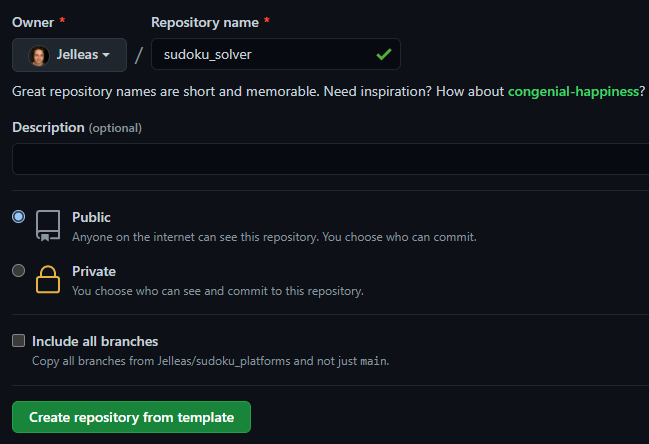 Owner * Repository name *
Jelleas / sudoku_solver
Great repository names are short and memorable. Need inspiration? How about congenial-happiness?
Description (optional)
Public
Anyone on the internet can see this repository. You choose who can commit.
Private
You choose who can see and commit to this repository.
Include all branches
Copy all branches from Jelleas/sudoku_platforms and not just main.
Create repository from template